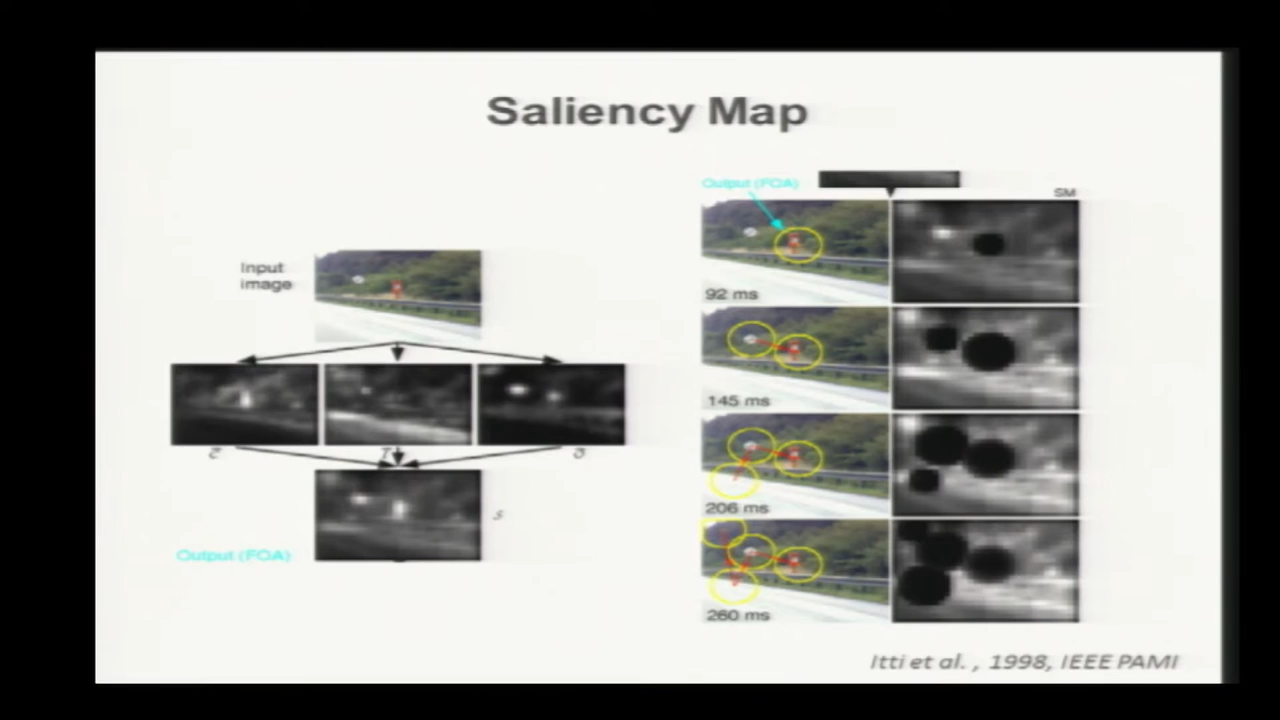 Saliency Map
Input
image
Output (FOA)
Output (FOA)
SM
92 ms
145 ms
206 ms
260 ms
S
Itti et al. , 1998, IEEE PAMI